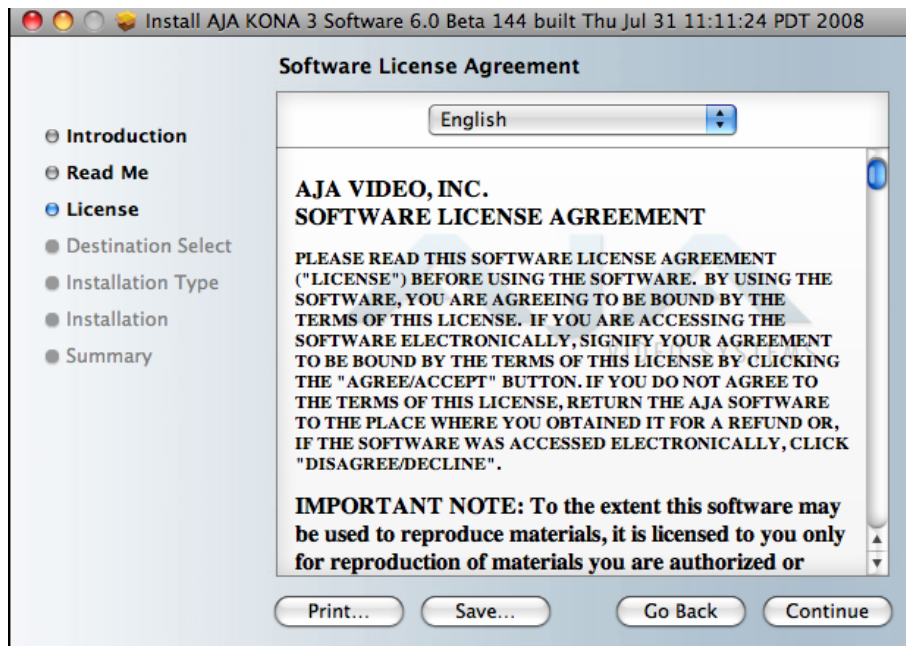 Install AJA KONA 3 Software 6.0 Beta 144 built Thu Jul 31 11:11:24 PDT 2008
Software License Agreement
Introduction
Read Me
License
Destination Select
Installation Type
Installation
Summary
English
AJA VIDEO, INC.
SOFTWARE LICENSE AGREEMENT
PLEASE READ THIS SOFTWARE LICENSE AGREEMENT
("LICENSE") BEFORE USING THE SOFTWARE. BY USING THE
SOFTWARE, YOU ARE AGREEING TO BE BOUND BY THE
TERMS OF THIS LICENSE. IF YOU ARE ACCESSING THE
SOFTWARE ELECTRONICALLY, SIGNIFY YOUR AGREEMENT
TO BE BOUND BY THE TERMS OF THIS LICENSE BY CLICKING
THE "AGREE/ACCEPT" BUTTON. IF YOU DO NOT AGREE TO
THE TERMS OF THIS LICENSE, RETURN THE AJA SOFTWARE
TO THE PLACE WHERE YOU OBTAINED IT FOR A REFUND OR,
IF THE SOFTWARE WAS ACCESSED ELECTRONICALLY, CLICK
"DISAGREE/DECLINE".
IMPORTANT NOTE: To the extent this software may
be used to reproduce materials, it is licensed to you only
for reproduction of materials you are authorized or
AJA
VIDEO SYSTEMS
Print...
Save...
Go Back
Continue